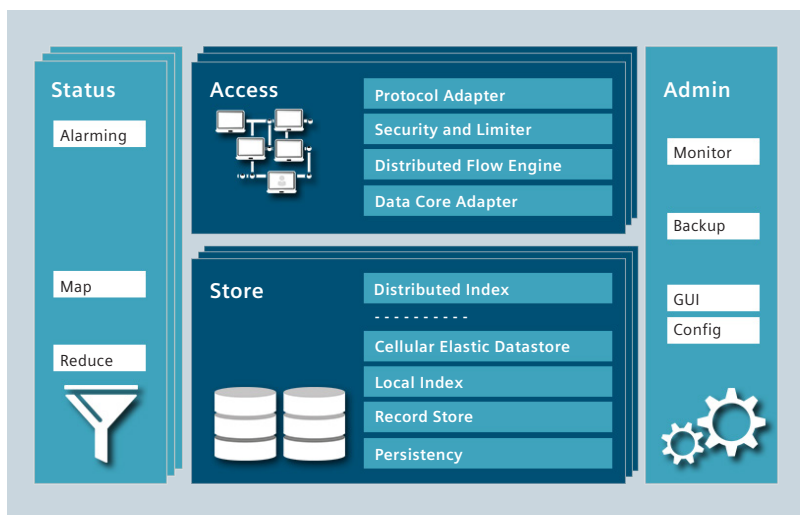 Status
Alarming
Map
Reduce
Access
Protocol Adapter
Security and Limiter
Distributed Flow Engine
Data Core Adapter
Store
Distributed Index
- - - - - - - - - -
Cellular Elastic Datastore
Local Index
Record Store
Persistency
Admin
Monitor
Backup
GUI
Config